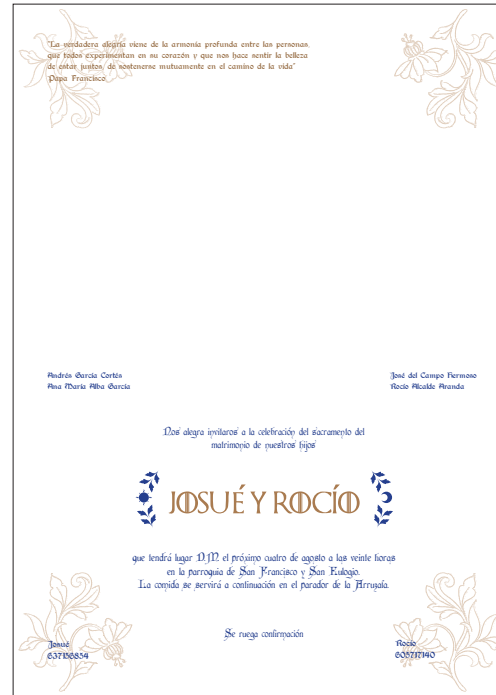 "La verdadera alegría viene de la armonía profunda entre las personas,
que todos experimentan en su corazón y que nos hace sentir la belleza
de estar juntos, de sostenerse mutuamente en el camino de la vida"
Papa Francisco
Andrés García Cortés
Ana María Alba García
José del Campo Hermoso
Rocío Alcalde Aranda
Nos alegra invitaros a la celebración del sacramento del
matrimonio de nuestros hijos
JOSUÉ Y ROCÍO
que tendrá lugar D.M. el próximo cuatro de agosto a las veinte horas
en la parroquia de San Francisco y San Eulogio.
La comida se servirá a continuación en el parador de la Arruzafa.
Se ruega confirmación
Josué
637156854
Rocío
605717140